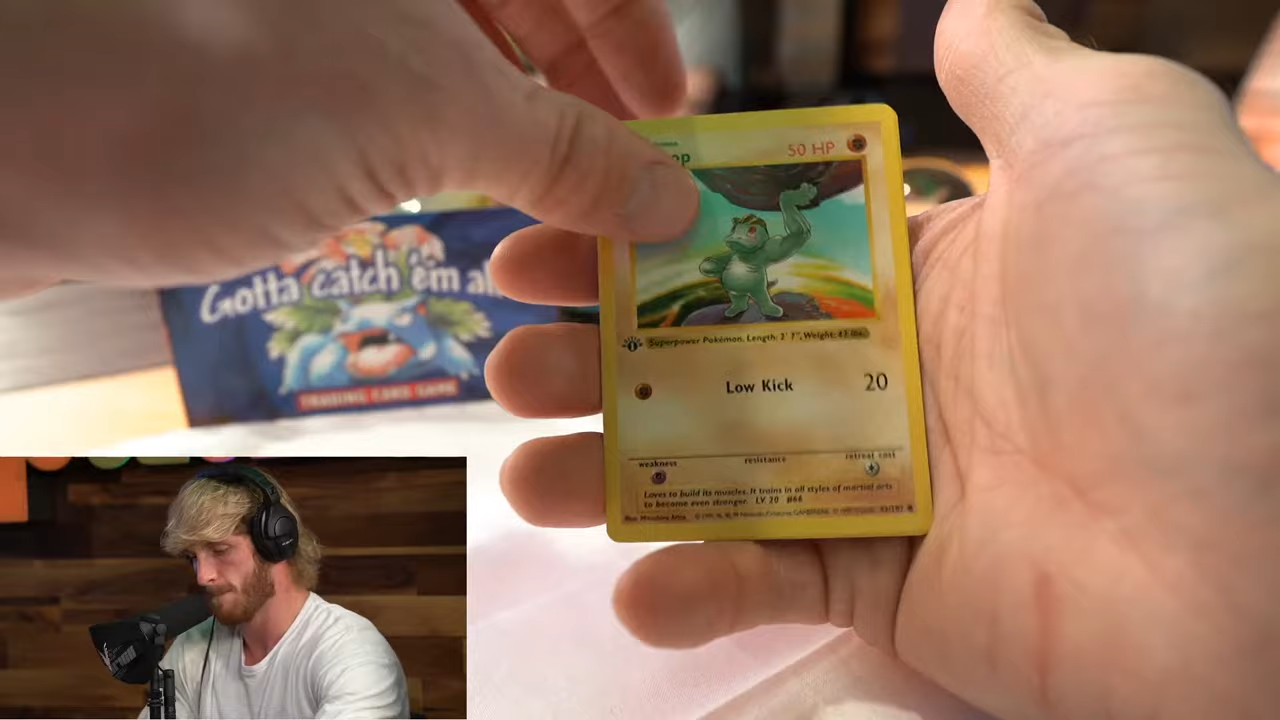 op 50 HP
Gotta catch 'em al
TRADING CARD GAME
Superpower Pokémon. Length: 2' 7", Weight: 43 lbs.
1
Low Kick 20
weakness resistance retreat cost
Loves to build its muscles. It trains in all styles of martial arts
to become even stronger. LV. 20 #66